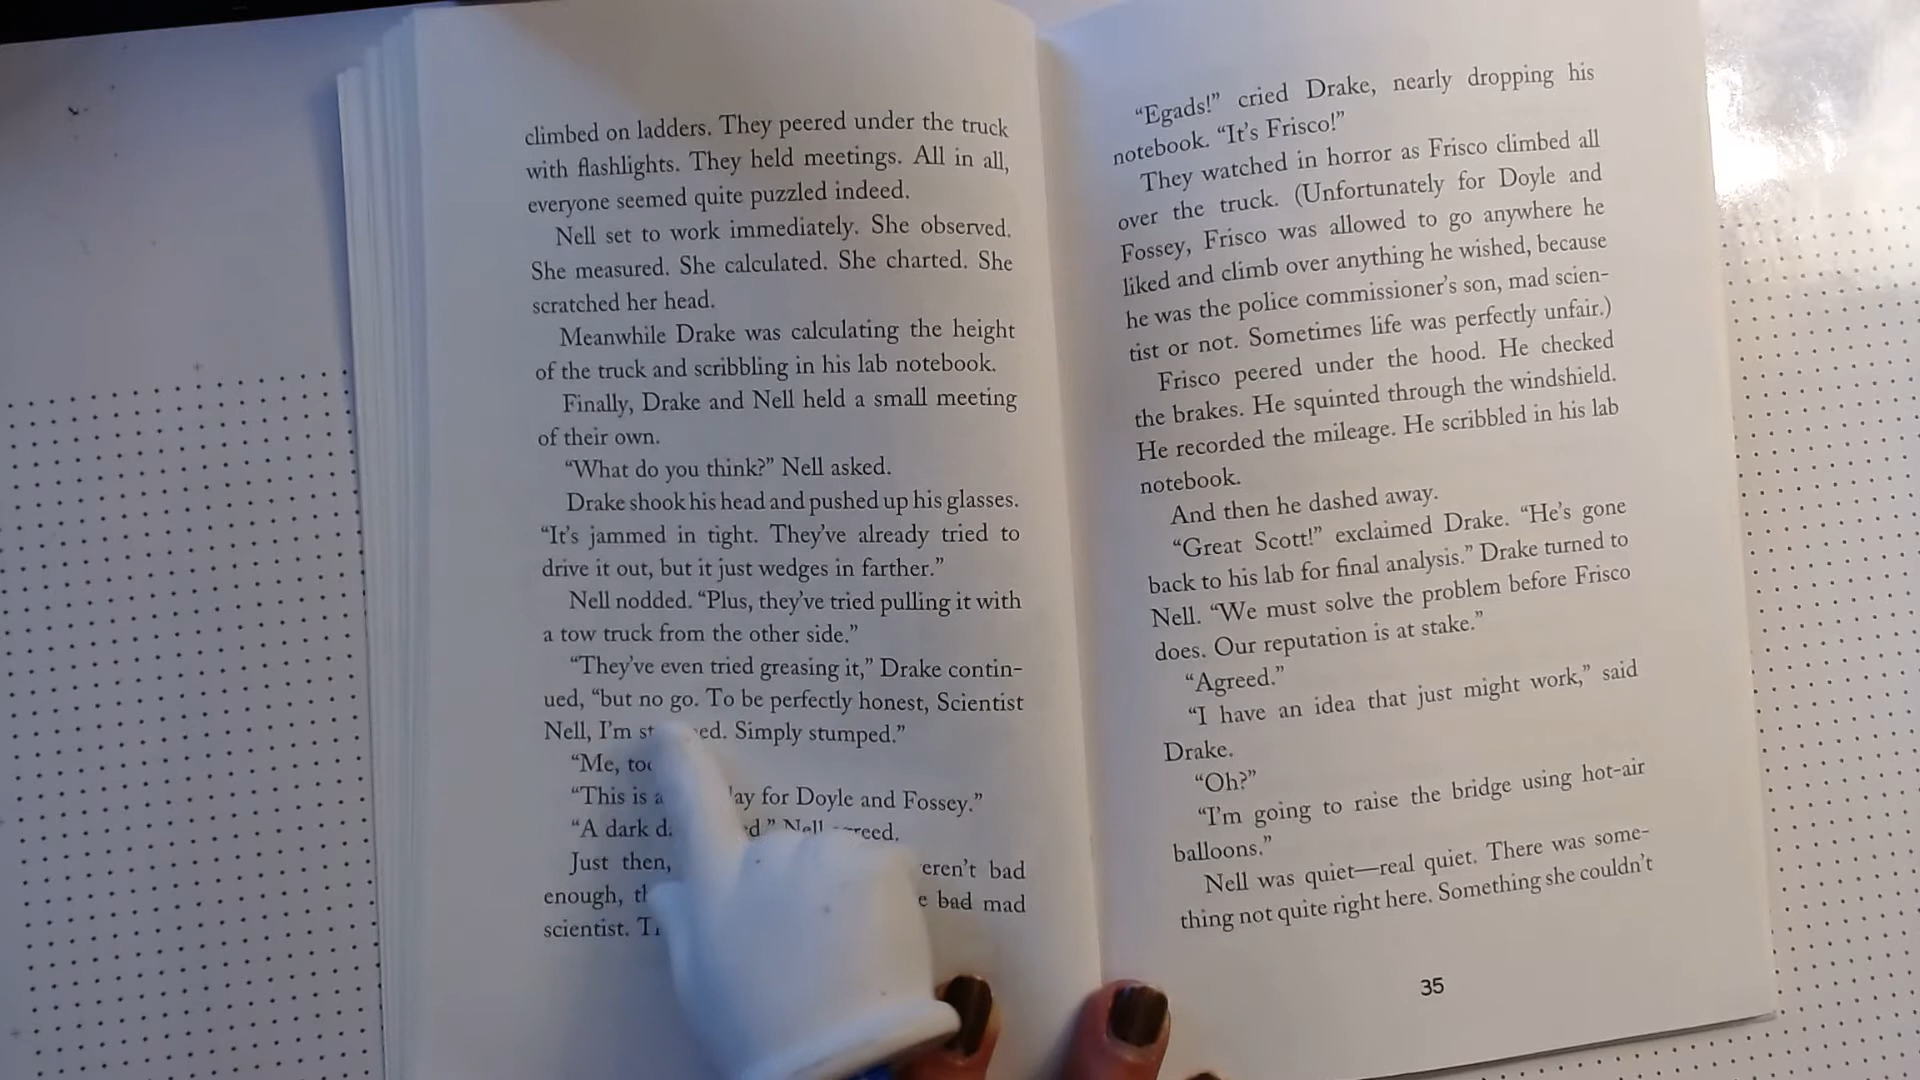 climbed on ladders. They peered under the truck
with flashlights. They held meetings. All in all,
everyone seemed quite puzzled indeed.
Nell set to work immediately. She observed.
She measured. She calculated. She charted. She
scratched her head.
Meanwhile Drake was calculating the height
of the truck and scribbling in his lab notebook.
Finally, Drake and Nell held a small meeting
of their own.
“What do you think?” Nell asked.
Drake shook his head and pushed up his glasses.
“It’s jammed in tight. They’ve already tried to
drive it out, but it just wedges in farther.”
Nell nodded. “Plus, they’ve tried pulling it with
a tow truck from the other side.”
“They’ve even tried greasing it,” Drake contin-
ued, “but no go. To be perfectly honest, Scientist
Nell, I’m Simply stumped.”
“Me,
“This is for Doyle and Fossey.”
“A dark Nell
Just then, bad
enough, bad mad
scientist.
“Egads!” cried Drake, nearly dropping his
notebook. “It’s Frisco!”
They watched in horror as Frisco climbed all
over the truck. (Unfortunately for Doyle and
Fossey, Frisco was allowed to go anywhere he
liked and climb over anything he wished, because
he was the police commissioner’s son, mad scien-
tist or not. Sometimes life was perfectly unfair.)
Frisco peered under the hood. He checked
the brakes. He squinted through the windshield.
He recorded the mileage. He scribbled in his lab
notebook.
And then he dashed away.
“Great Scott!” exclaimed Drake. “He’s gone
back to his lab for final analysis.” Drake turned to
Nell. “We must solve the problem before Frisco
does. Our reputation is at stake.”
“Agreed.”
“I have an idea that just might work,” said
Drake.
“Oh?”
“I’m going to raise the bridge using hot-air
balloons.”
Nell was quiet—real quiet. There was some-
thing not quite right here. Something she couldn’t
35